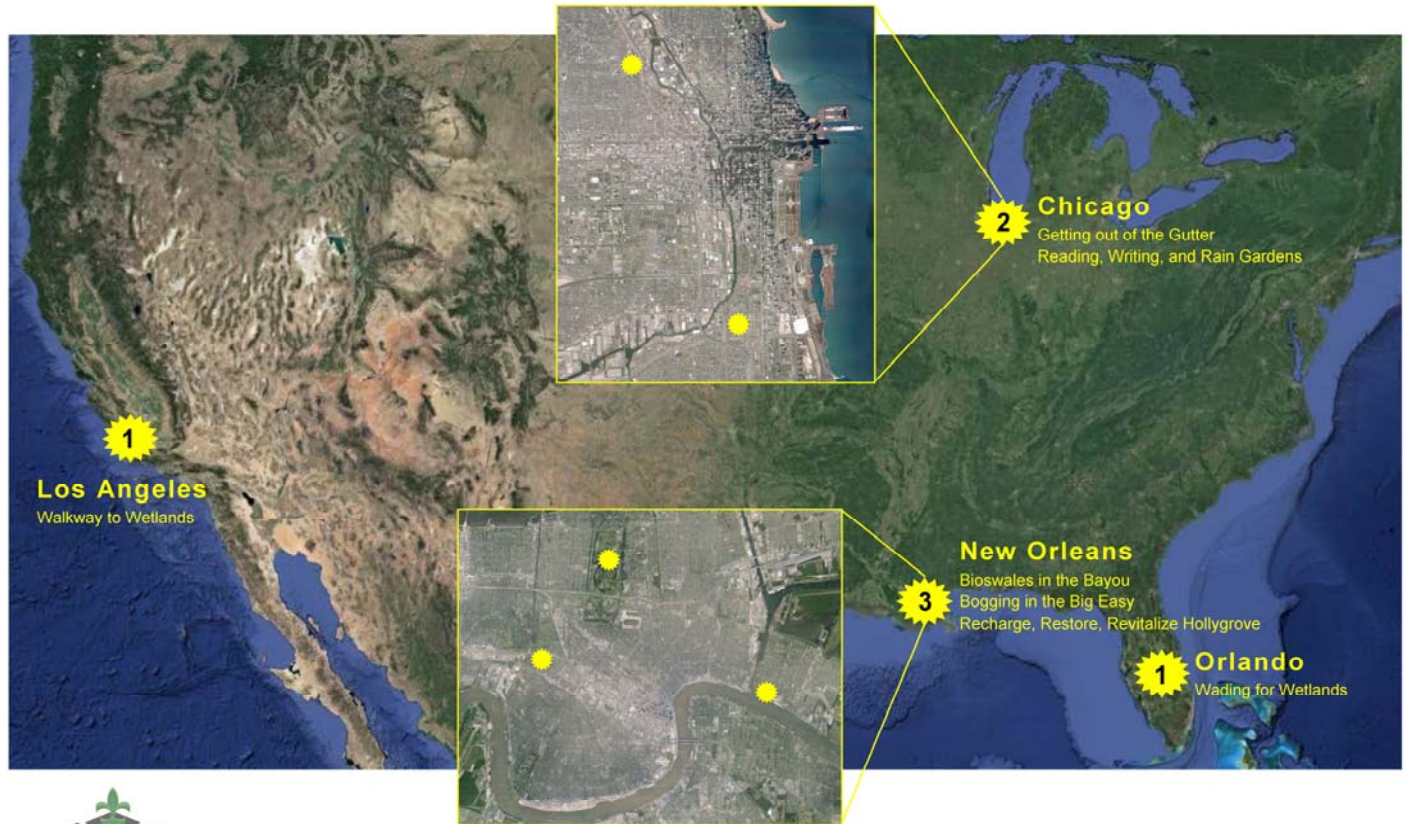 2
Chicago
Getting out of the Gutter
Reading, Writing, and Rain Gardens
1
Los Angeles
Walkway to Wetlands
3
New Orleans
Bioswales in the Bayou
Bogging in the Big Easy
Recharge, Restore, Revitalize Hollygrove
1
Orlando
Wading for Wetlands